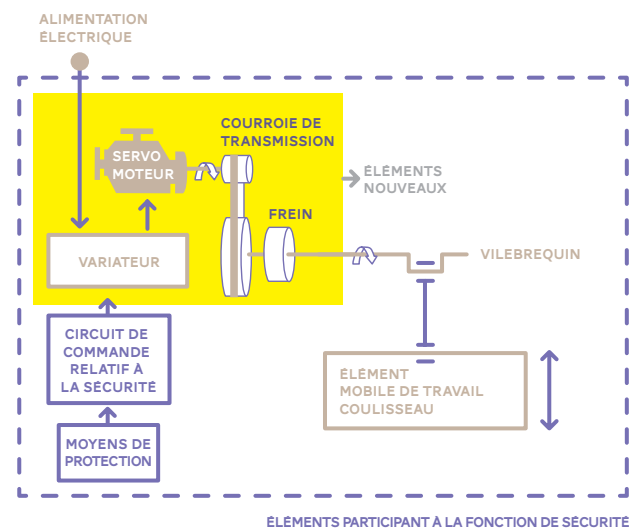 ALIMENTATION
ÉLECTRIQUE
COURROIE DE
TRANSMISSION
SERVO
MOTEUR
ÉLÉMENTS
NOUVEAUX
FREIN
VARIATEUR
VILEBREQUIN
CIRCUIT DE
COMMANDE
RELATIF À
LA SÉCURITÉ
ÉLÉMENT
MOBILE DE TRAVAIL
COULISSEAU
MOYENS DE
PROTECTION
ÉLÉMENTS PARTICIPANT À LA FONCTION DE SÉCURITÉ